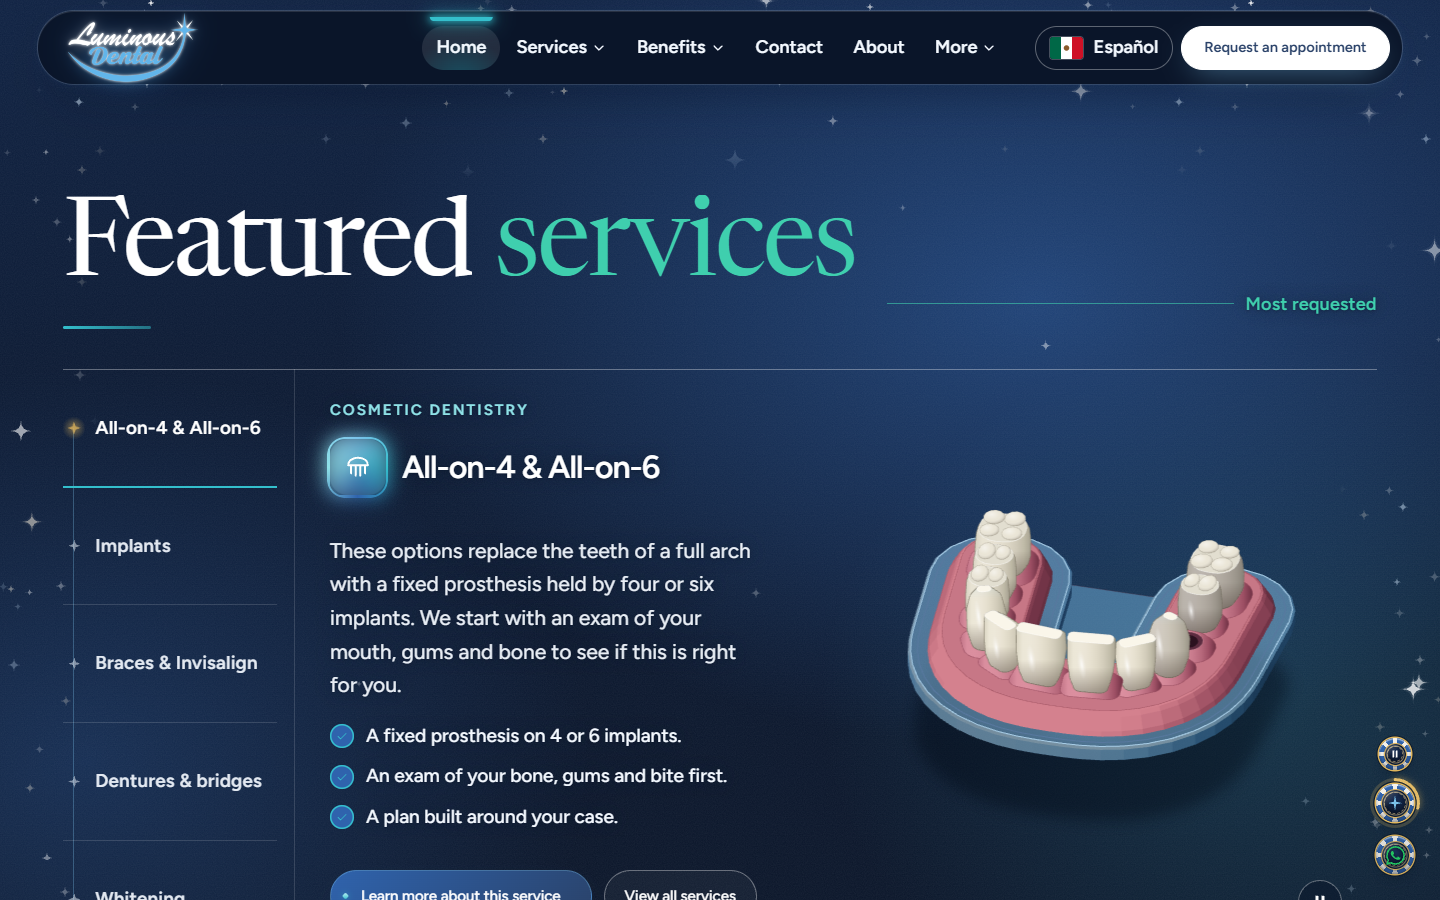 Luminous
Dental
Home
Services
Benefits
Contact
About
More
Español
Request an appointment
Featured services
Most requested
All-on-4 & All-on-6
Implants
Braces & Invisalign
Dentures & bridges
Whitening
COSMETIC DENTISTRY
All-on-4 & All-on-6
These options replace the teeth of a full arch
with a fixed prosthesis held by four or six
implants. We start with an exam of your
mouth, gums and bone to see if this is right
for you.
A fixed prosthesis on 4 or 6 implants.
An exam of your bone, gums and bite first.
A plan built around your case.
Learn more about this service
View all services